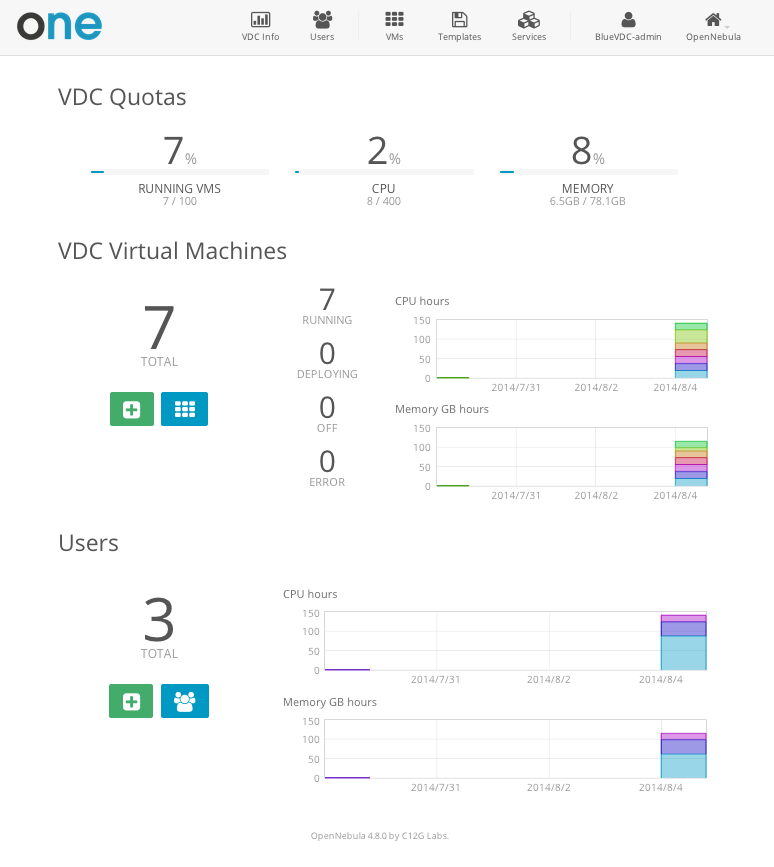 one
VDC Info
Users
VMs
Templates
Services
BlueVDC-admin
OpenNebula
VDC Quotas
7%
2%
8%
RUNNING VMS
CPU
MEMORY
7 / 100
8 / 400
6.5GB / 78.1GB
VDC Virtual Machines
7
TOTAL
7
RUNNING
0
DEPLOYING
0
OFF
0
ERROR
CPU hours
150
100
50
0
2014/7/31 2014/8/2 2014/8/4
Memory GB hours
150
100
50
0
2014/7/31 2014/8/2 2014/8/4
Users
3
TOTAL
CPU hours
150
100
50
0
2014/7/31 2014/8/2 2014/8/4
Memory GB hours
150
100
50
0
2014/7/31 2014/8/2 2014/8/4
OpenNebula 4.8.0 by C12G Labs.